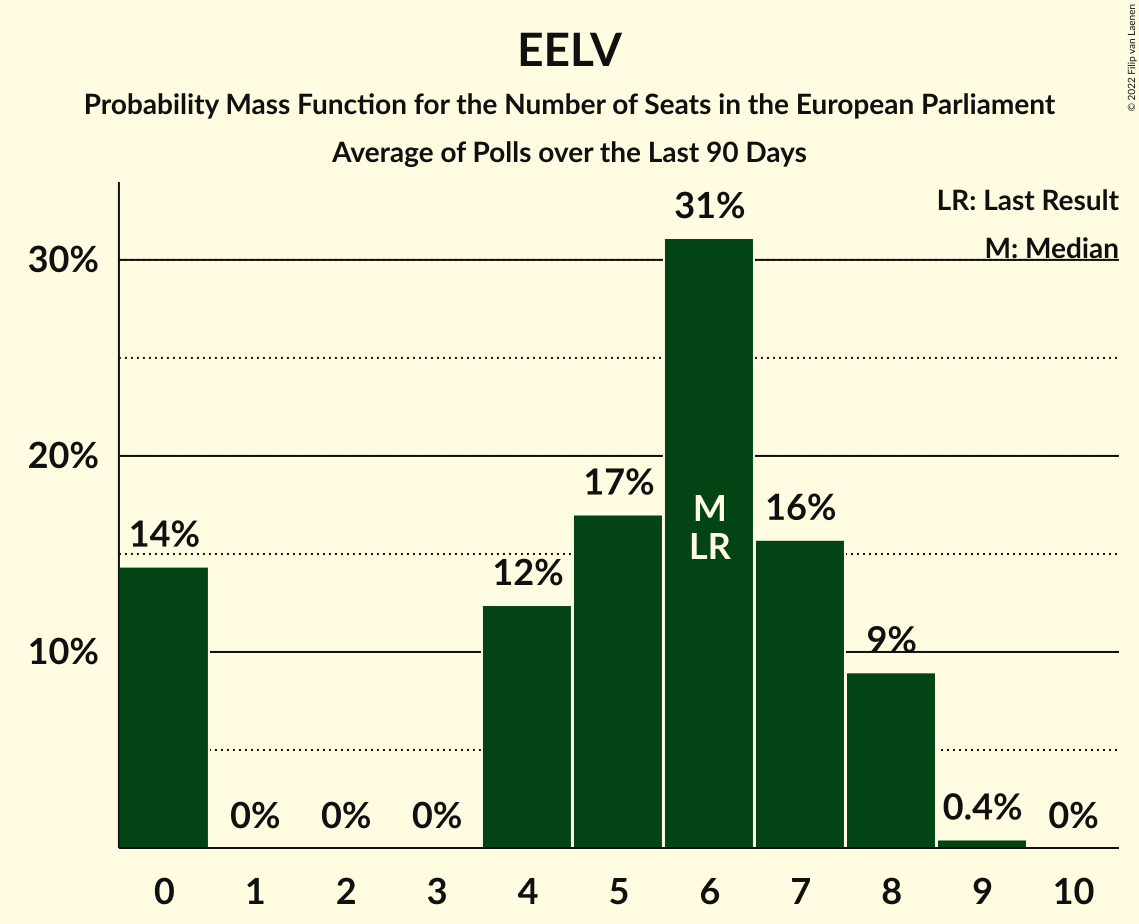 EELV
Probability Mass Function for the Number of Seats in the European Parliament
Average of Polls over the Last 90 Days
© 2022 Filip van Laenen
LR: Last Result
M: Median
30%
20%
10%
14%
0%
0%
0%
12%
17%
31%
M
LR
16%
9%
0.4%
0%
0 1 2 3 4 5 6 7 8 9 10